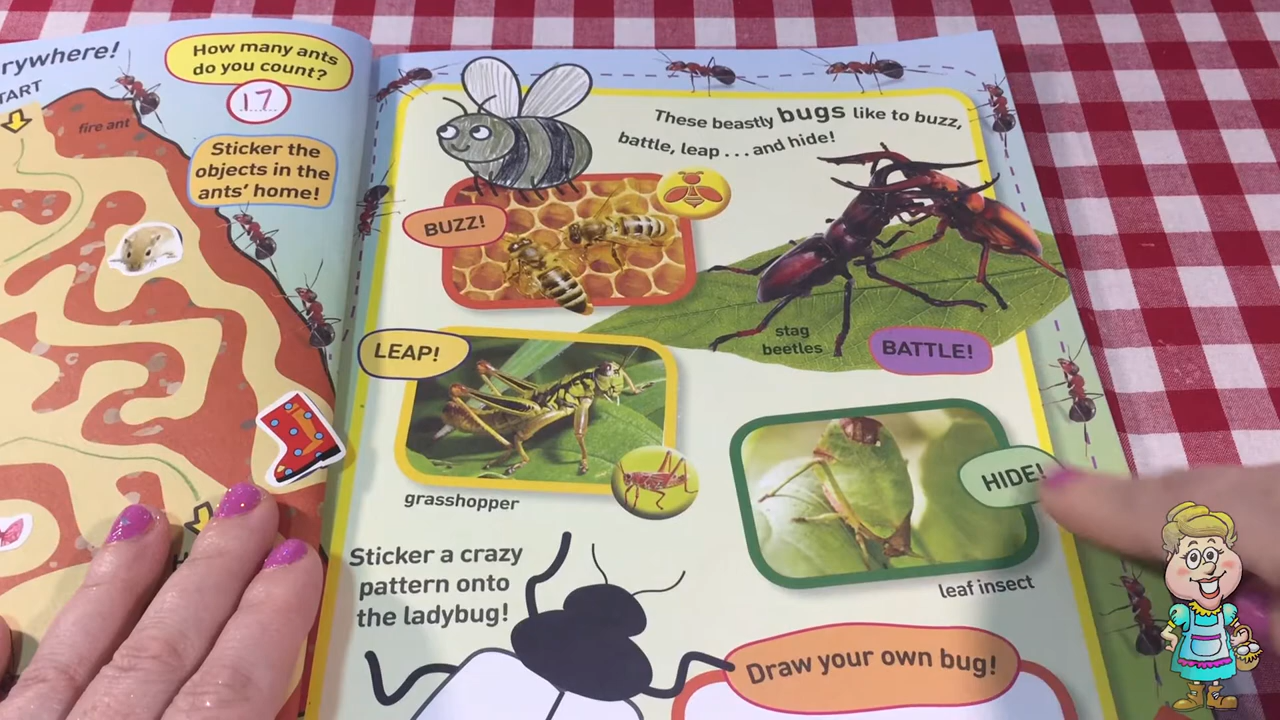 rywhere!
TART
fire ant
How many ants
do you count?
17
Sticker the
objects in the
ants' home!
These beastly bugs like to buzz,
battle, leap . . . and hide!
BUZZ!
stag
beetles
BATTLE!
LEAP!
grasshopper
HIDE!
leaf insect
Sticker a crazy
pattern onto
the ladybug!
Draw your own bug!